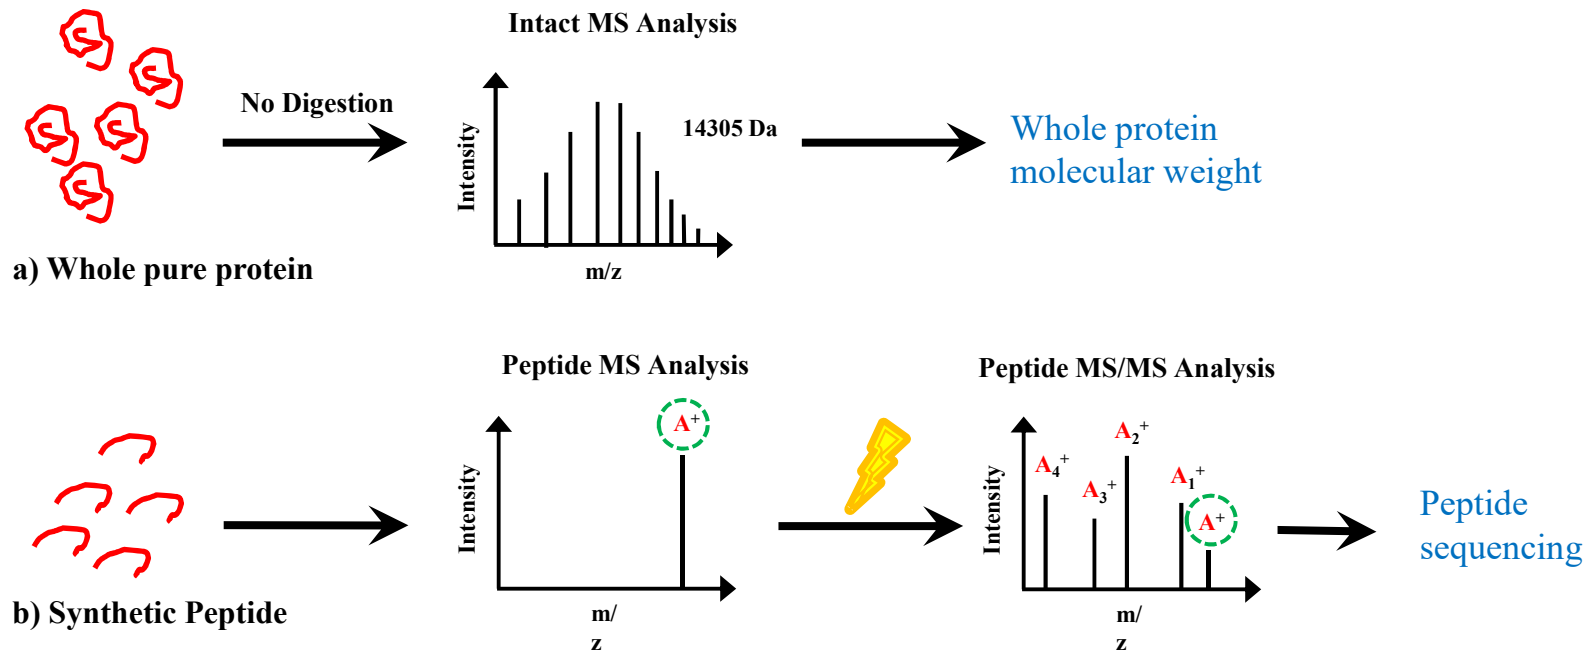 Intact MS Analysis
No Digestion
Intensity
14305 Da
m/z
Whole protein
molecular weight
a) Whole pure protein
Peptide MS Analysis
A⁺
Intensity
m/
z
Peptide MS/MS Analysis
A₄⁺
A₃⁺
A₂⁺
A₁⁺
A⁺
Intensity
m/
z
Peptide
sequencing
b) Synthetic Peptide